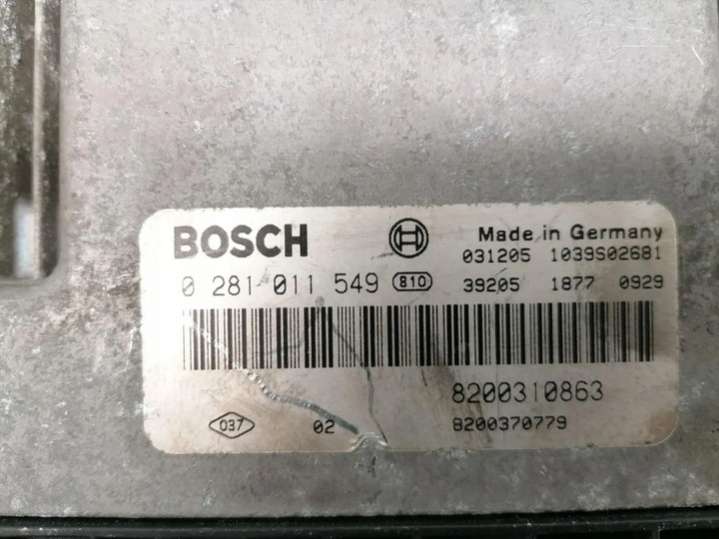 BOSCH
Made in Germany
031205 1039S02681
0 281 011 549 810 39205 1877 0929
8200310863
037 02 8200370779